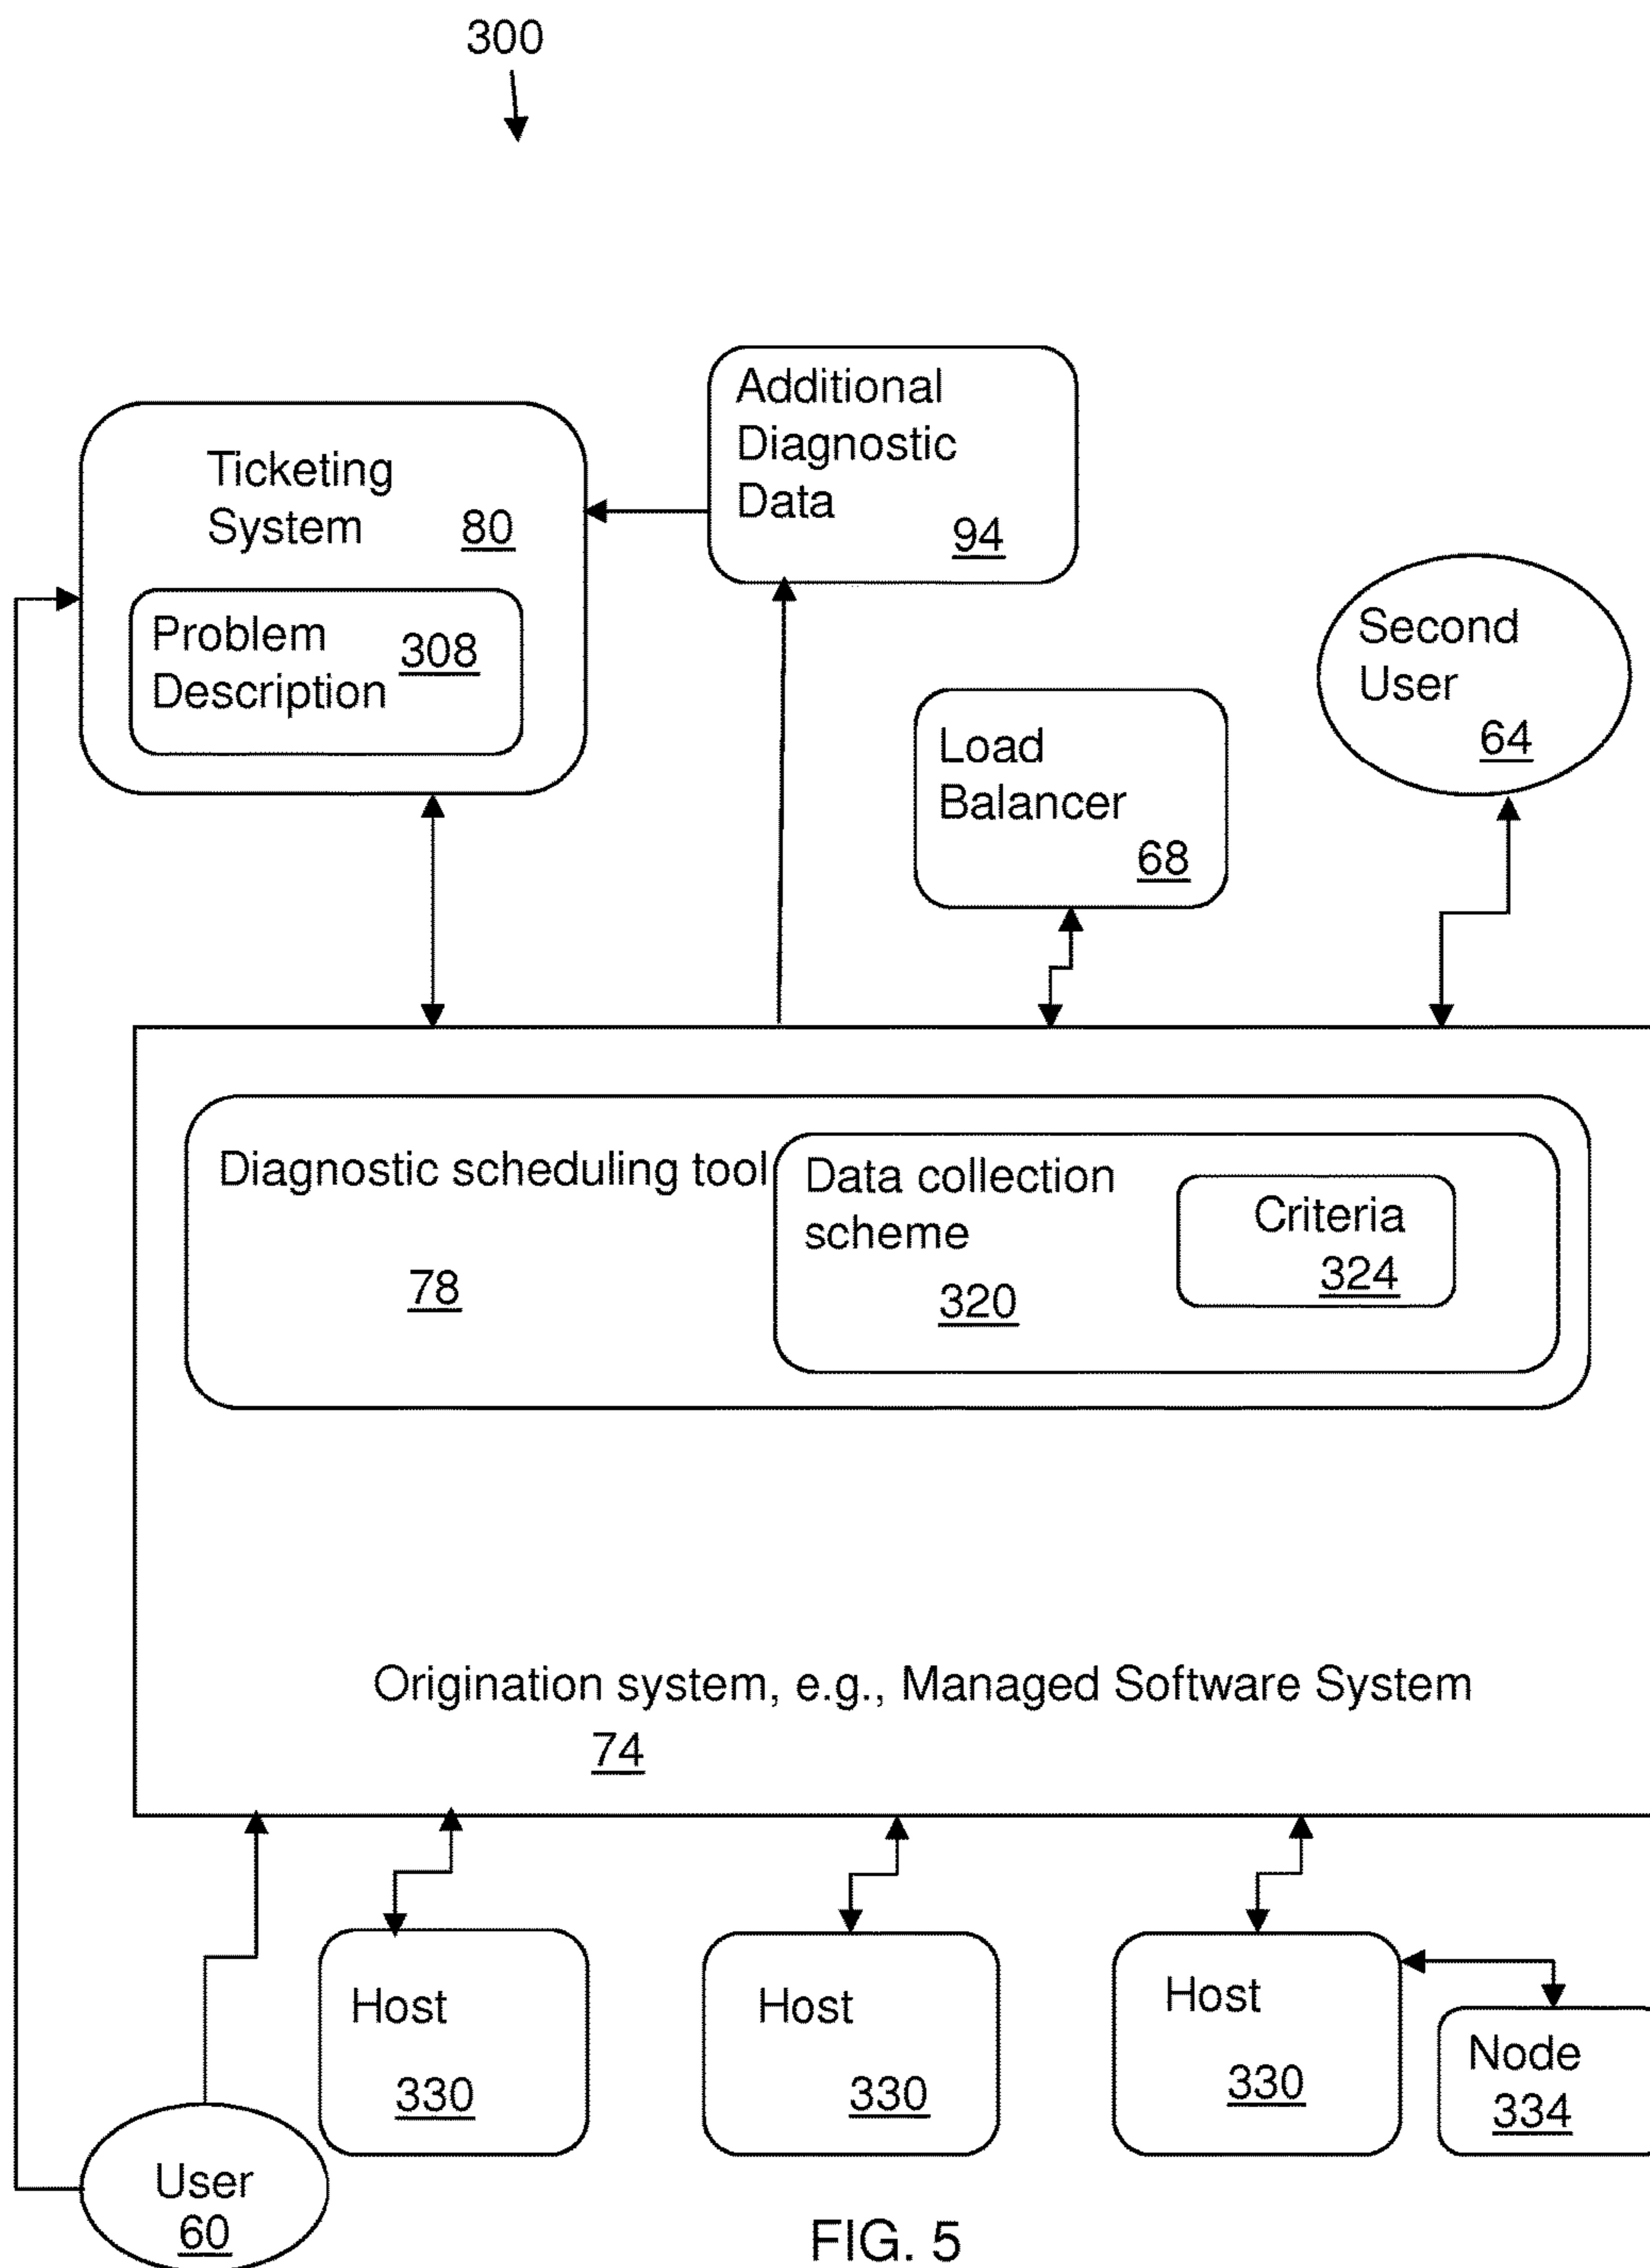 300
Additional
Diagnostic
Data
94
Ticketing
System
80
Problem
Description
308
Second
User
64
Load
Balancer
68
Diagnostic scheduling tool
78
Data collection
scheme
320
Criteria
324
Origination system, e.g., Managed Software System
74
Host
330
Host
330
Host
330
Node
334
User
60
FIG. 5